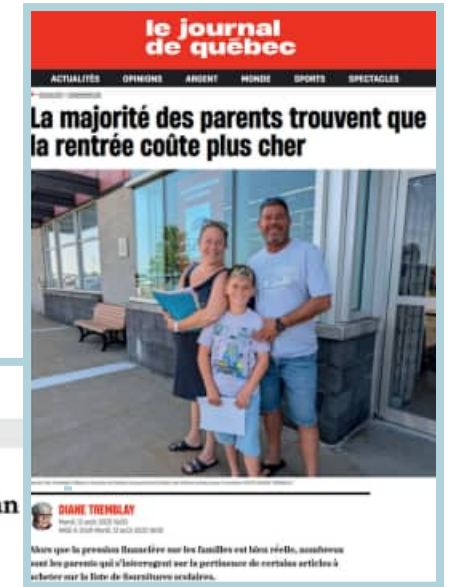 le journal
de québec
ACTUALITÉS OPINIONS ARGENT MONDE SPORTS SPECTACLES
La majorité des parents trouvent que
la rentrée coûte plus cher
an
DIANE TREMBLAY
Alors que la pression financière sur les familles est bien réelle, nombreux
sont les parents qui s'interrogent sur la pertinence de certains articles à
acheter sur la liste de fournitures scolaires.